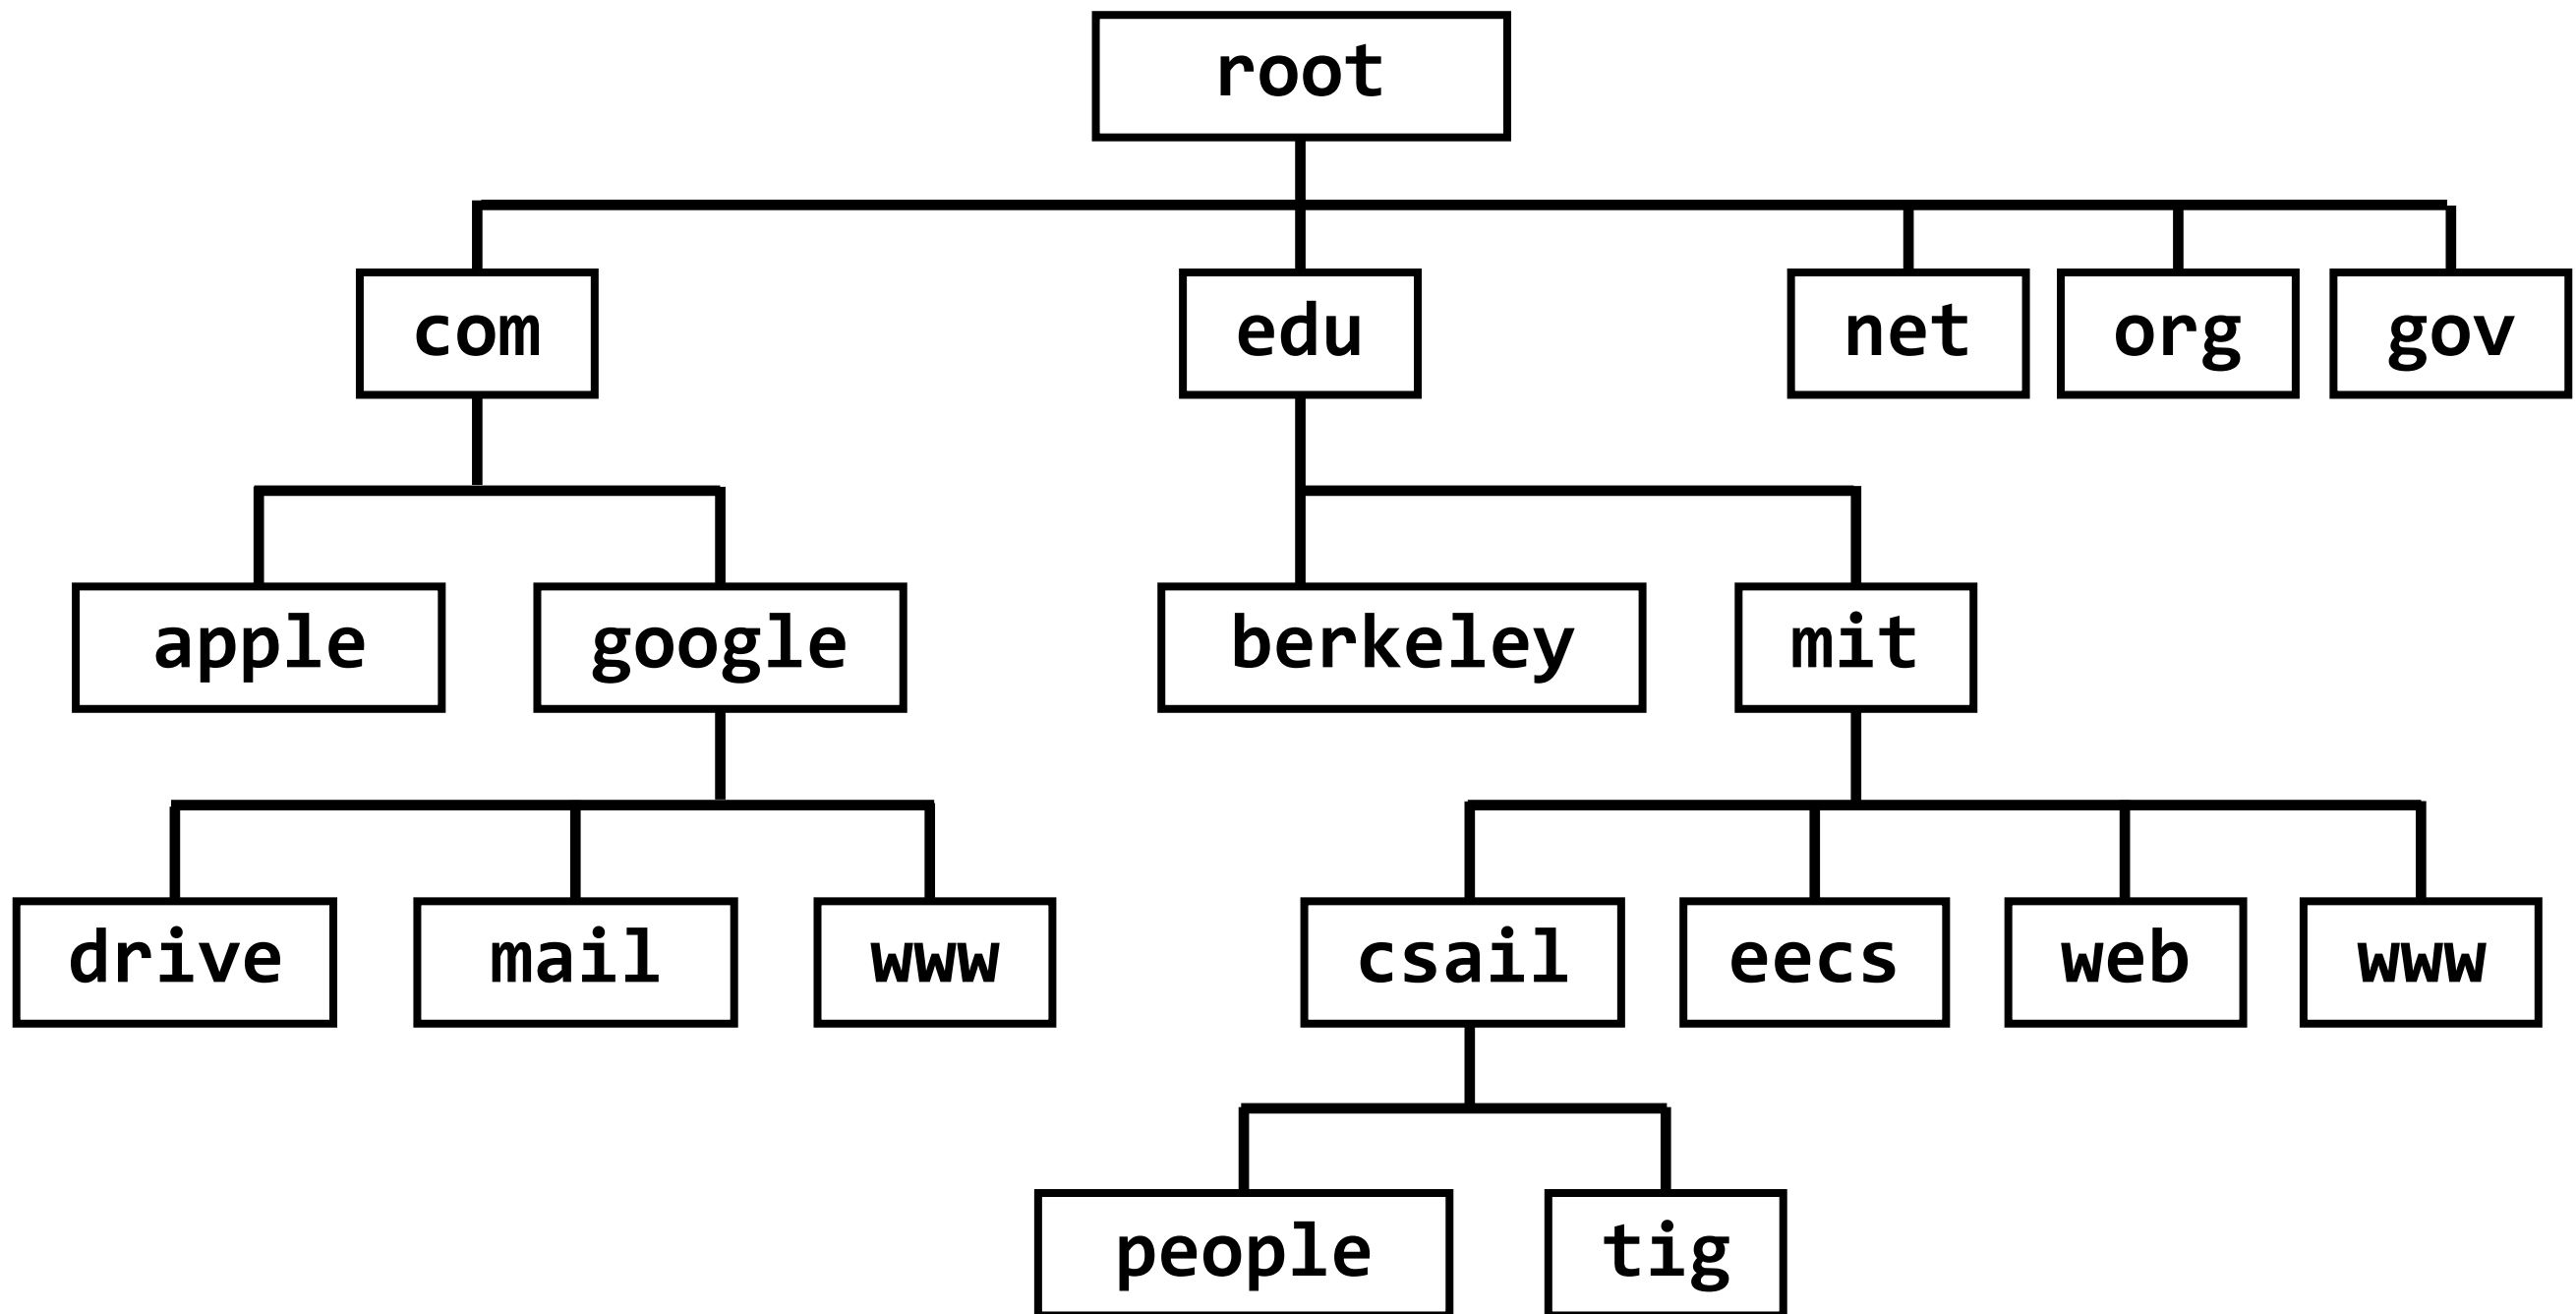 root
com edu net org gov
apple google berkeley mit
drive mail www csail eecs web www
people tig